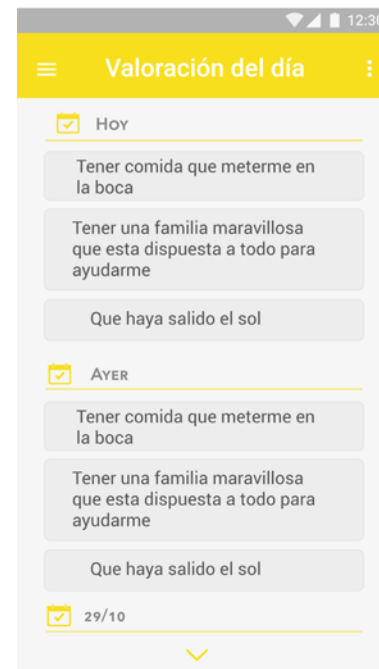 12:30
Valoración del día
Hoy
Tener comida que meterme en
la boca
Tener una familia maravillosa
que esta dispuesta a todo para
ayudarme
Que haya salido el sol
Ayer
Tener comida que meterme en
la boca
Tener una familia maravillosa
que esta dispuesta a todo para
ayudarme
Que haya salido el sol
29/10